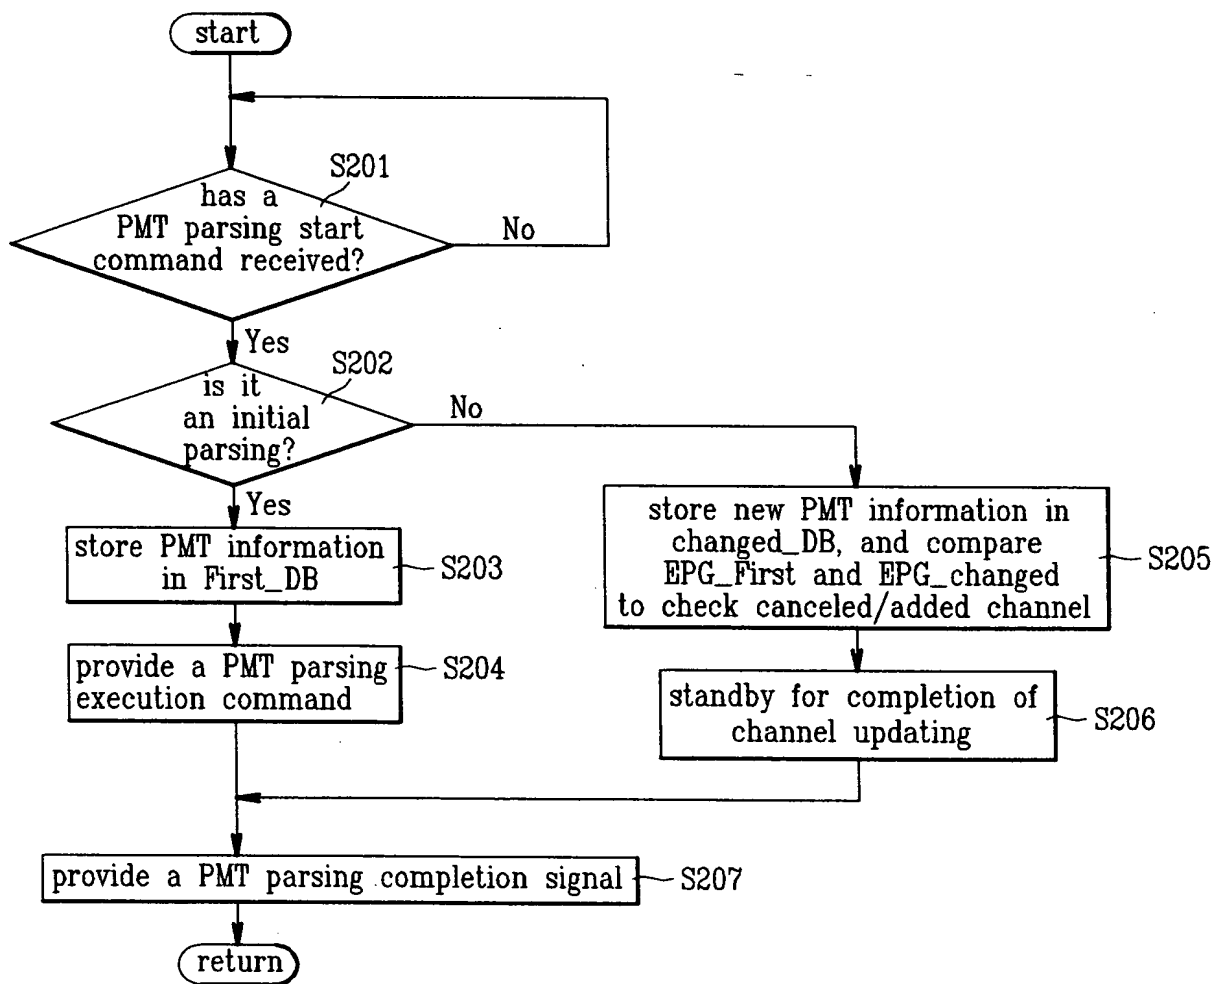 start
S201
has a
PMT parsing start
command received?
No
Yes
S202
is it
an initial
parsing?
No
Yes
store PMT information
in First_DB
S203
store new PMT information in
changed_DB, and compare
EPG_First and EPG_changed
to check canceled/added channel
S205
provide a PMT parsing
execution command
S204
standby for completion of
channel updating
S206
provide a PMT parsing completion signal
S207
return